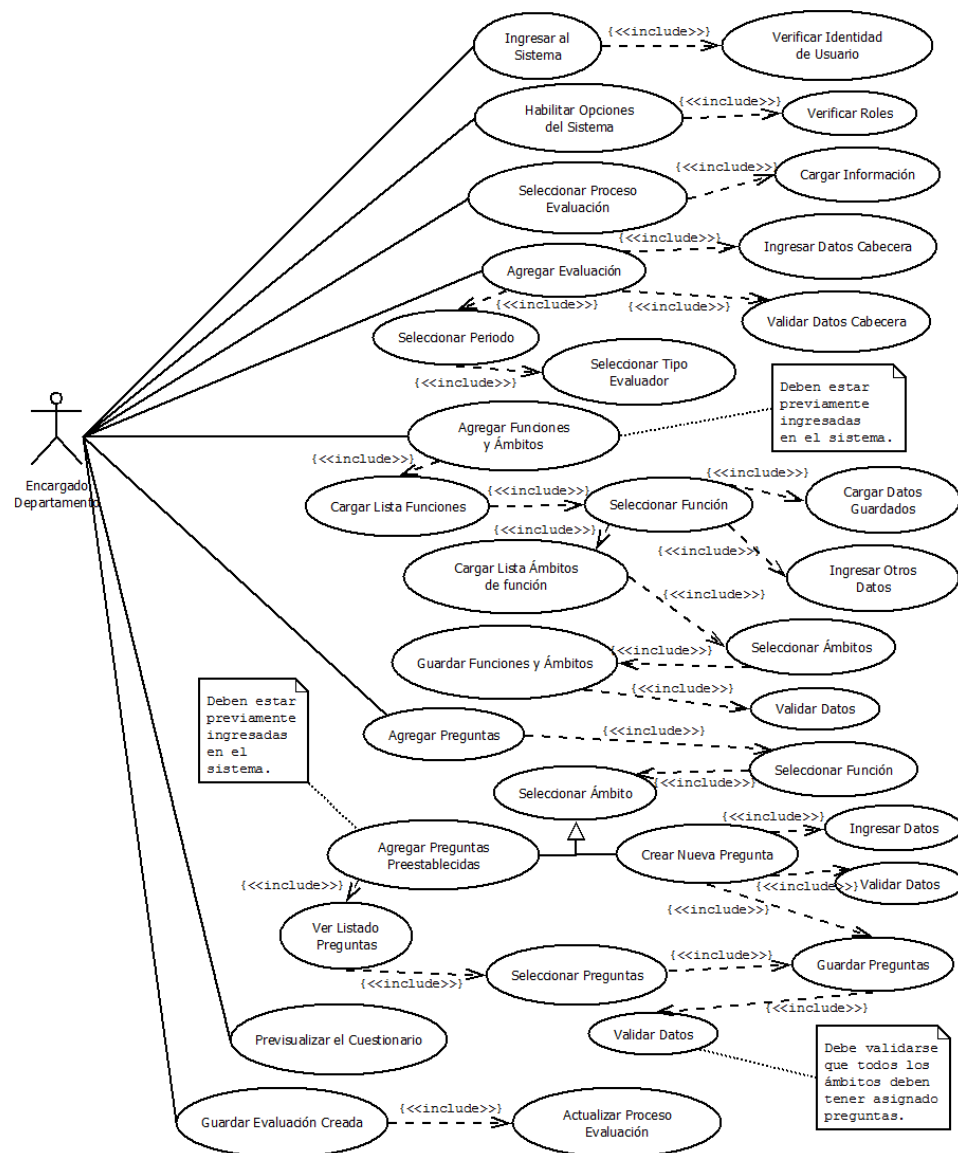 Ingresar al
Sistema
{<<include>>}
Verificar Identidad
de Usuario
Habilitar Opciones
del Sistema
{<<include>>}
Verificar Roles
Seleccionar Proceso
Evaluación
{<<include>>}
Cargar Información
Agregar Evaluación
{<<include>>}
Ingresar Datos Cabecera
{<<include>>}
{<<include>>}
Validar Datos Cabecera
Seleccionar Periodo
{<<include>>}
Seleccionar Tipo
Evaluador
Deben estar
previamente
ingresadas
en el sistema.
Encargado
Departamento
Agregar Funciones
y Ámbitos
{<<include>>}
Cargar Lista Funciones
{<<include>>}
Seleccionar Función
{<<include>>}
Cargar Datos
Guardados
{<<include>>}
{<<include>>}
Ingresar Otros
Datos
Cargar Lista Ámbitos
de función
{<<include>>}
Seleccionar Ámbitos
{<<include>>}
Guardar Funciones y Ámbitos
{<<include>>}
Validar Datos
Deben estar
previamente
ingresadas
en el
sistema.
Agregar Preguntas
{<<include>>}
Seleccionar Función
{<<include>>}
Seleccionar Ámbito
Agregar Preguntas
Preestablecidas
Crear Nueva Pregunta
{<<include>>}
Ingresar Datos
{<<include>>}
Validar Datos
{<<include>>}
{<<include>>}
Ver Listado
Preguntas
{<<include>>}
Seleccionar Preguntas
{<<include>>}
Guardar Preguntas
{<<include>>}
Validar Datos
Debe validarse
que todos los
ámbitos deben
tener asignado
preguntas.
Previsualizar el Cuestionario
Guardar Evaluación Creada
{<<include>>}
Actualizar Proceso
Evaluación